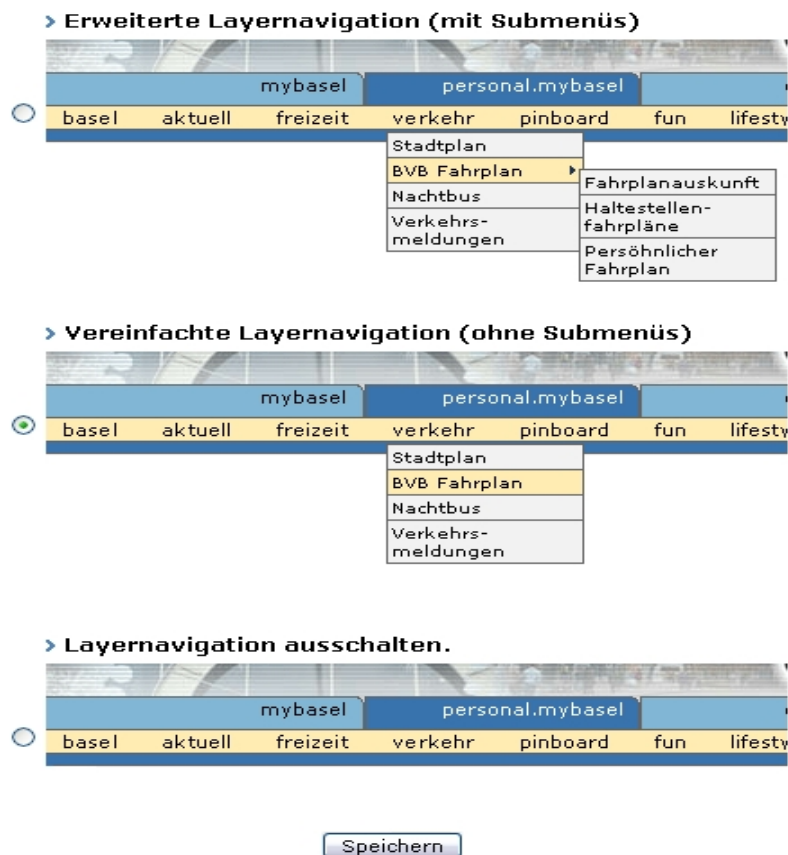 > Erweiterte Layernavigation (mit Submenüs)
mybasel personal.mybasel
basel aktuell freizeit verkehr pinboard fun
Stadtplan
BVB Fahrplan
Nachtbus
Verkehrs-
meldungen
Fahrplanauskunft
Haltestellen-
fahrpläne
Persöhnlicher
Fahrplan
> Vereinfachte Layernavigation (ohne Submenüs)
mybasel personal.mybasel
basel aktuell freizeit verkehr pinboard fun
Stadtplan
BVB Fahrplan
Nachtbus
Verkehrs-
meldungen
> Layernavigation ausschalten.
mybasel personal.mybasel
basel aktuell freizeit verkehr pinboard fun
Speichern